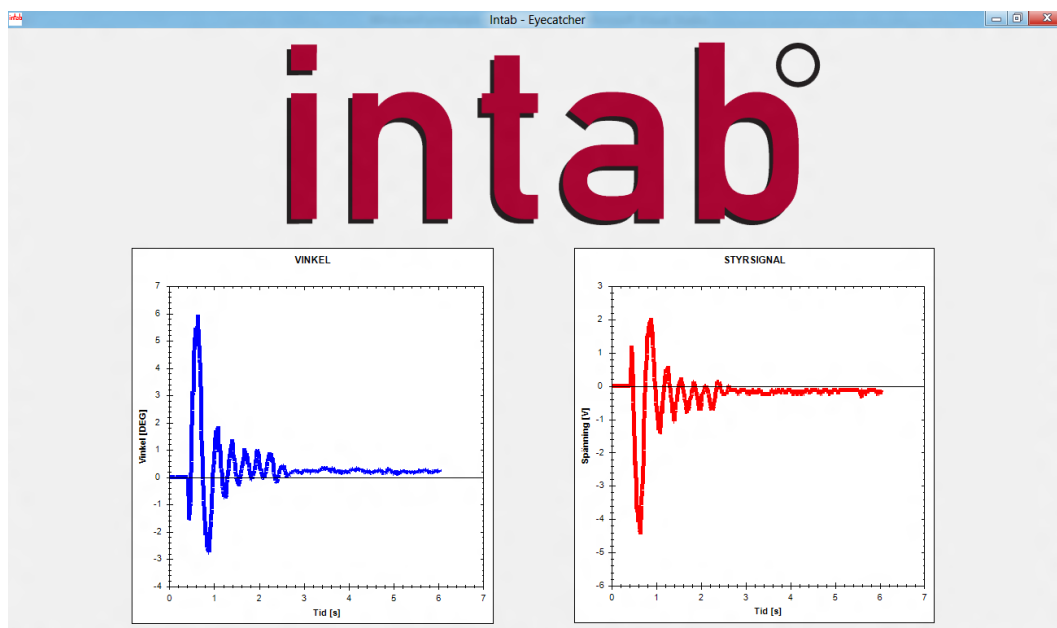 intab
Intab - Eyecatcher
intab
VINKEL
7
6
5
4
3
2
1
0
-1
-2
-3
-4
Vinkel [DEG]
0 1 2 3 4 5 6 7
Tid [s]
STYRSIGNAL
3
2
1
0
-1
-2
-3
-4
-5
-6
Spänning [V]
0 1 2 3 4 5 6 7
Tid [s]